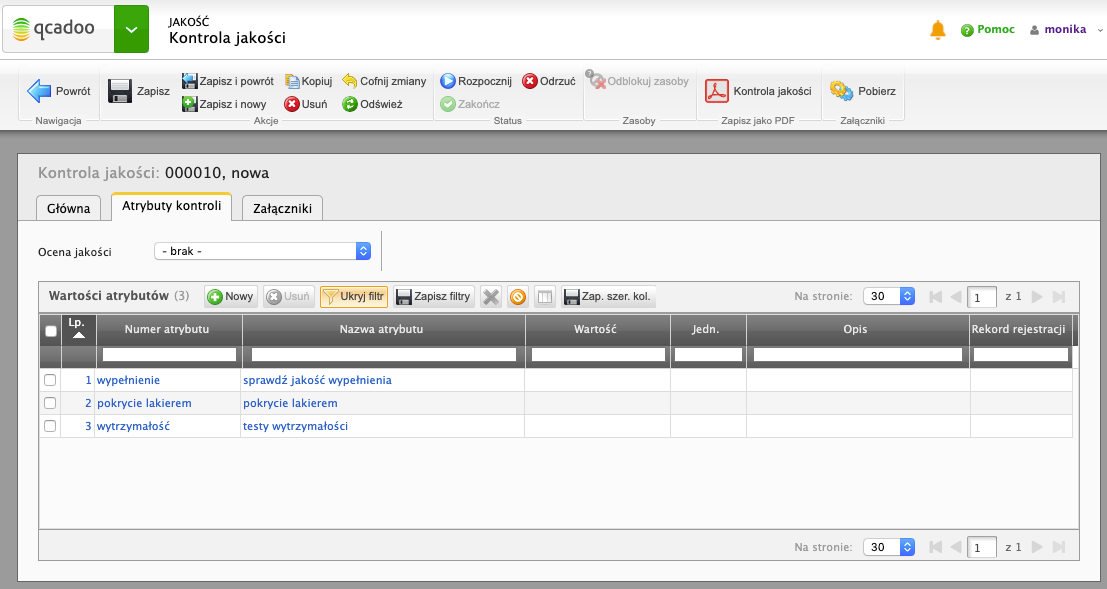 qcadoo
JAKOŚĆ
Kontrola jakości
Pomoc
monika
Powrót
Nawigacja
Zapisz
Zapisz i powrót
Kopiuj
Cofnij zmiany
Zapisz i nowy
Usuń
Odśwież
Akcje
Rozpocznij
Odrzuć
Zakończ
Status
Odblokuj zasoby
Zasoby
Kontrola jakości
Zapisz jako PDF
Pobierz
Załączniki
Kontrola jakości: 000010, nowa
Główna
Atrybuty kontroli
Załączniki
Ocena jakości
- brak -
Wartości atrybutów (3)
Nowy
Usuń
Ukryj filtr
Zapisz filtry
Zap. szer. kol.
Na stronie: 30
1 z 1
Lp. Numer atrybutu Nazwa atrybutu Wartość Jedn. Opis Rekord rejestracji
1 wypełnienie sprawdź jakość wypełnienia
2 pokrycie lakierem pokrycie lakierem
3 wytrzymałość testy wytrzymałości
Na stronie: 30
1 z 1